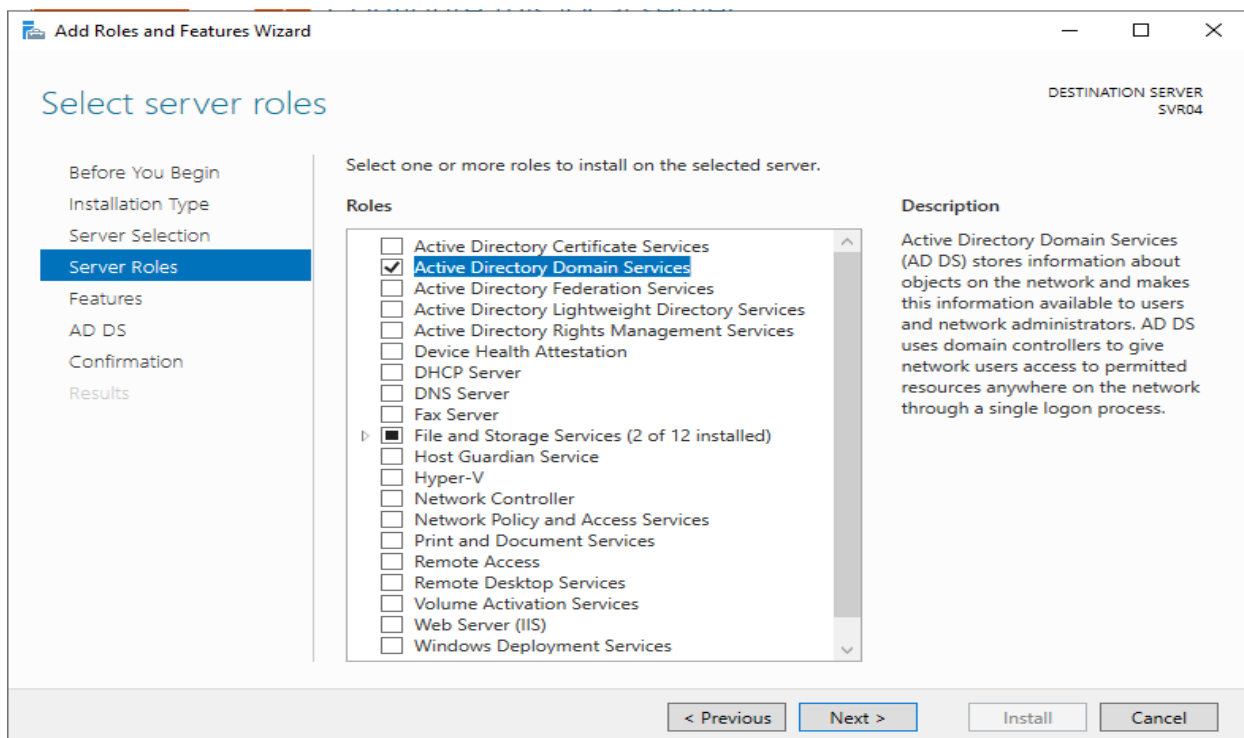 Add Roles and Features Wizard
Select server roles
DESTINATION SERVER
SVR04
Before You Begin
Installation Type
Server Selection
Server Roles
Features
AD DS
Confirmation
Results
Select one or more roles to install on the selected server.
Roles
Active Directory Certificate Services
Active Directory Domain Services
Active Directory Federation Services
Active Directory Lightweight Directory Services
Active Directory Rights Management Services
Device Health Attestation
DHCP Server
DNS Server
Fax Server
File and Storage Services (2 of 12 installed)
Host Guardian Service
Hyper-V
Network Controller
Network Policy and Access Services
Print and Document Services
Remote Access
Remote Desktop Services
Volume Activation Services
Web Server (IIS)
Windows Deployment Services
Description
Active Directory Domain Services
(AD DS) stores information about
objects on the network and makes
this information available to users
and network administrators. AD DS
uses domain controllers to give
network users access to permitted
resources anywhere on the network
through a single logon process.
< Previous
Next >
Install
Cancel